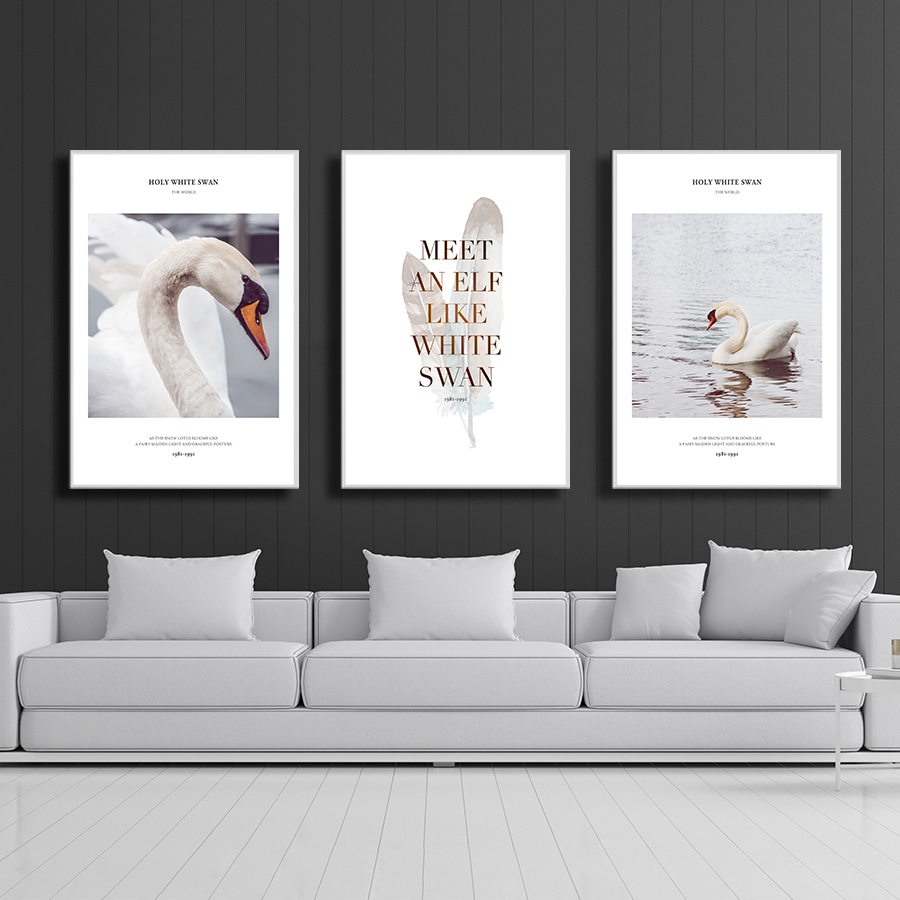 HOLY WHITE SWAN
THE WORLD
AS THE SNOW LOTUS BLOOMS LIKE
A FAIRY MAIDEN LIGHT AND GRACEFUL POSTURE
1981-1991
MEET
AN ELF
LIKE
WHITE
SWAN
1981-1991
HOLY WHITE SWAN
THE WORLD
AS THE SNOW LOTUS BLOOMS LIKE
A FAIRY MAIDEN LIGHT AND GRACEFUL POSTURE
1981-1991